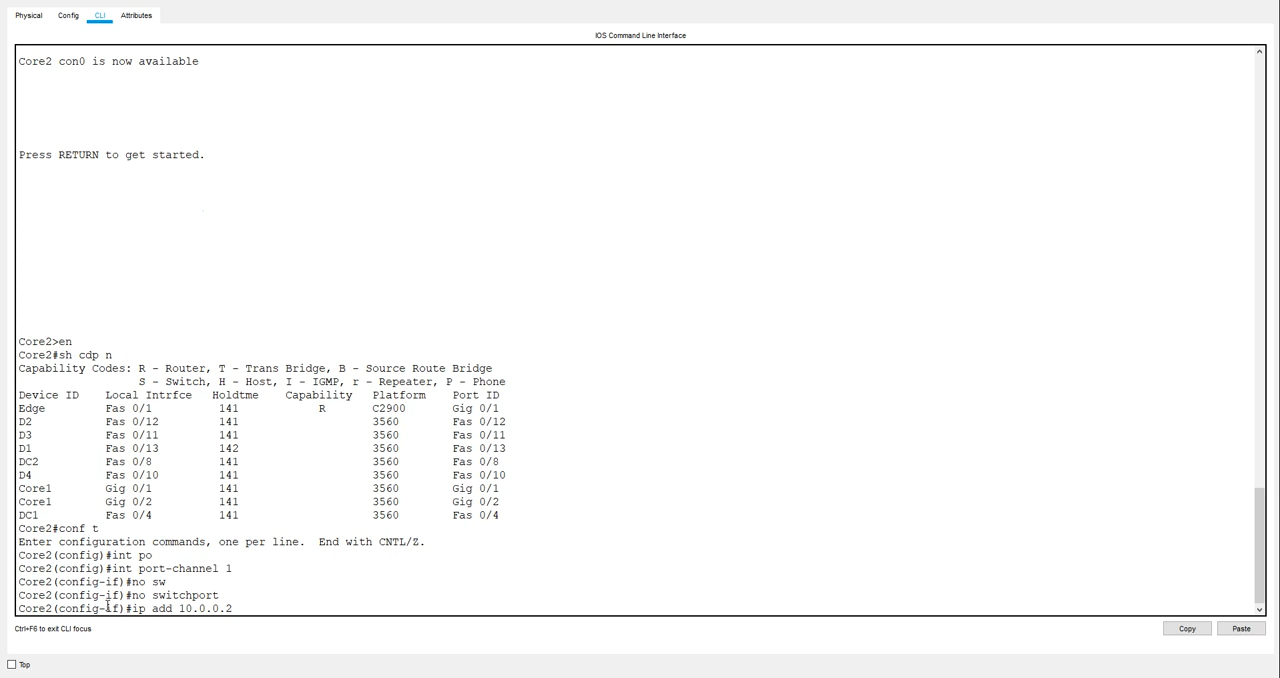 Physical Config CLI Attributes
IOS Command Line Interface
Core2 con0 is now available
Press RETURN to get started.
Core2>en
Core2#sh cdp n
Capability Codes: R - Router, T - Trans Bridge, B - Source Route Bridge
S - Switch, H - Host, I - IGMP, r - Repeater, P - Phone
Device ID    Local Intrfce   Holdtme    Capability   Platform    Port ID
Edge         Fas 0/1          141            R       C2900       Gig 0/1
D2           Fas 0/12         141                    3560        Fas 0/12
D3           Fas 0/11         141                    3560        Fas 0/11
D1           Fas 0/13         142                    3560        Fas 0/13
DC2          Fas 0/8          141                    3560        Fas 0/8
D4           Fas 0/10         141                    3560        Fas 0/10
Core1        Gig 0/1          141                    3560        Gig 0/1
Core1        Gig 0/2          141                    3560        Gig 0/2
DC1          Fas 0/4          141                    3560        Fas 0/4
Core2#conf t
Enter configuration commands, one per line.  End with CNTL/Z.
Core2(config)#int po
Core2(config)#int port-channel 1
Core2(config-if)#no sw
Core2(config-if)#no switchport
Core2(config-if)#ip add 10.0.0.2
Ctrl+F6 to exit CLI focus
Copy Paste
Top